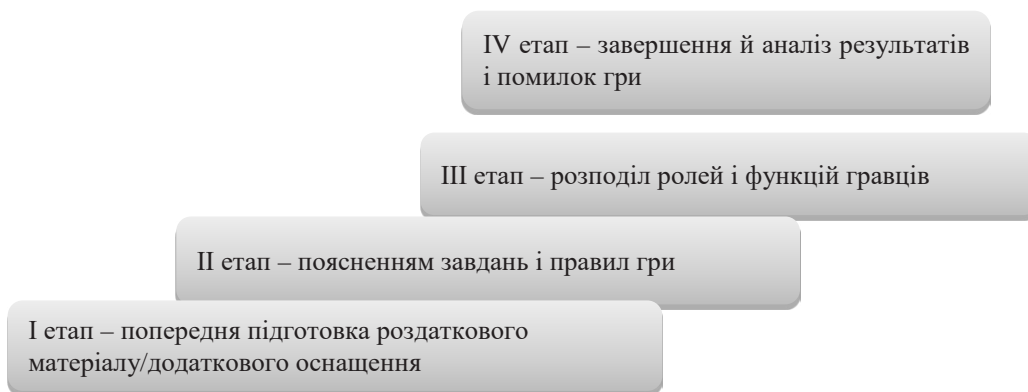 IV етап – завершення й аналіз результатів
і помилок гри
III етап – розподіл ролей і функцій гравців
II етап – поясненням завдань і правил гри
I етап – попередня підготовка роздаткового
матеріалу/додаткового оснащення